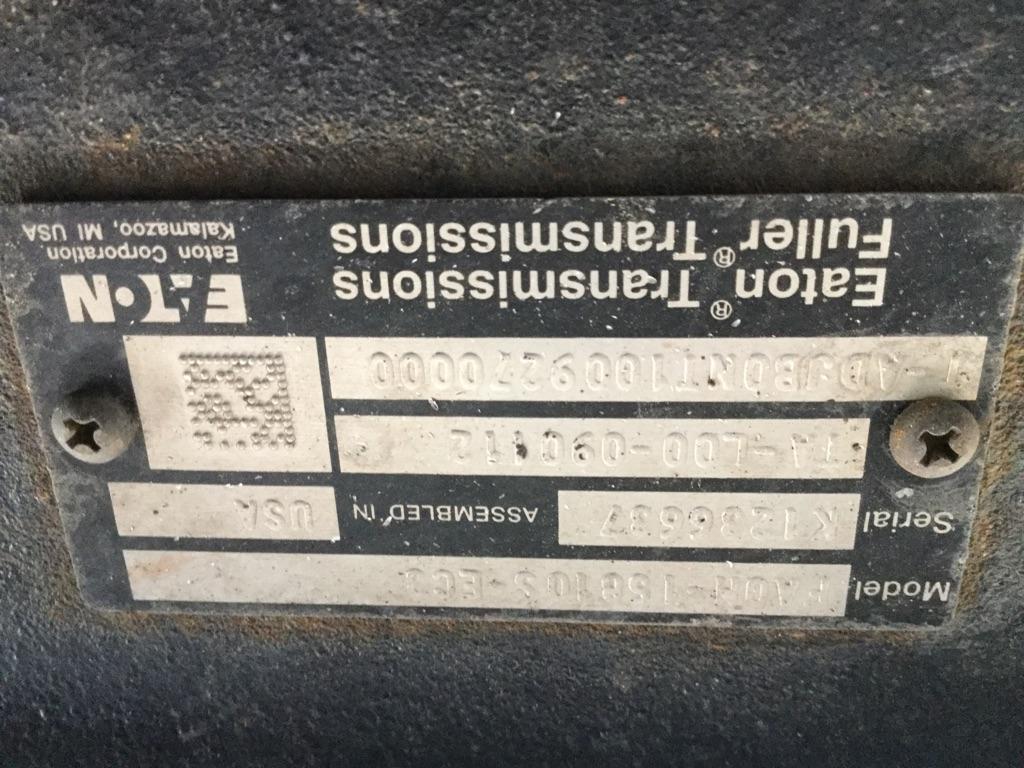 Model FAOM-15810S-EC3
Serial K1236637 ASSEMBLED IN USA
TA-L00-090412
Eaton® Transmissions
Fuller® Transmissions
EATON
Eaton Corporation
Kalamazoo, MI USA